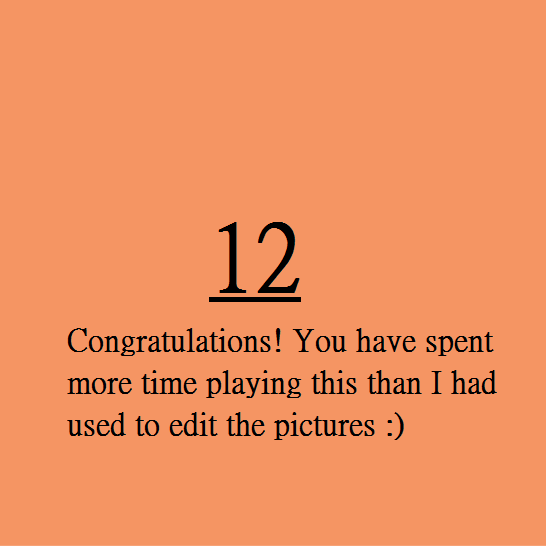 12
Congratulations! You have spent
more time playing this than I had
used to edit the pictures :)